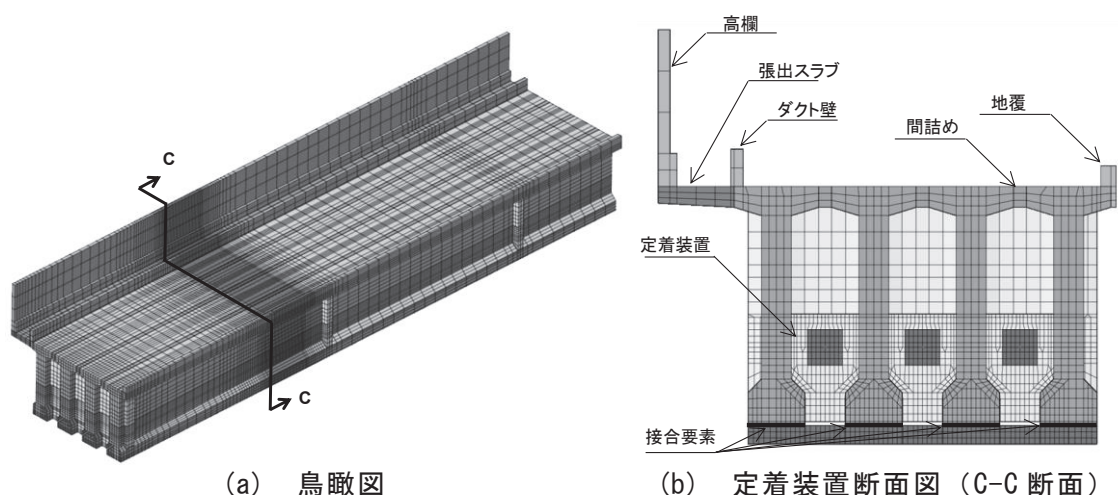 C
C
(a) 鳥瞰図
高欄
張出スラブ
ダクト壁
地覆
間詰め
定着装置
接合要素
(b) 定着装置断面図（C-C 断面）